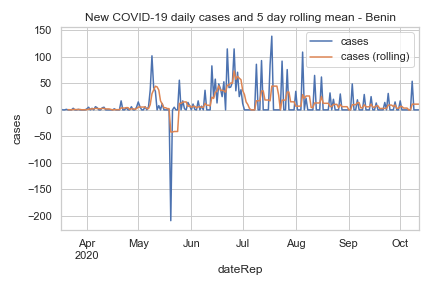 New COVID-19 daily cases and 5 day rolling mean - Benin
cases
cases (rolling)
150
100
50
0
−50
−100
−150
−200
cases
Apr
2020
May
Jun
Jul
Aug
Sep
Oct
dateRep